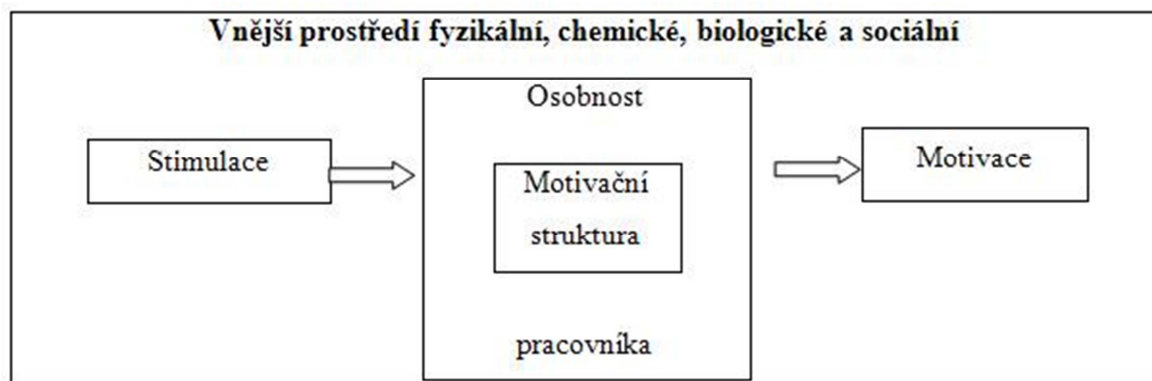 Vnější prostředí fyzikální, chemické, biologické a sociální
Osobnost
Stimulace
Motivační
struktura
pracovníka
Motivace